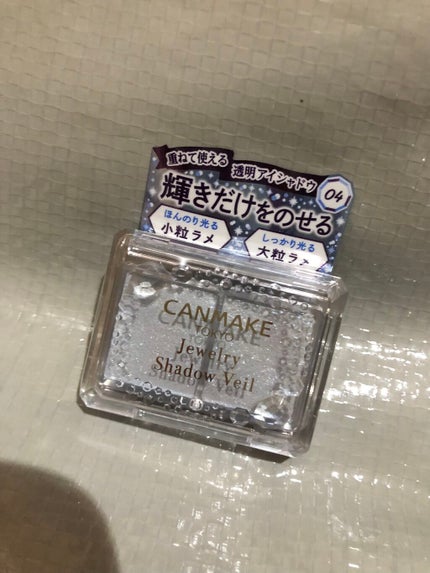 重ねて使える
透明アイシャドウ
04
輝きだけをのせる
ほんのり光る
小粒ラメ
しっかり光る
大粒ラメ
CANMAKE
TOKYO
Jewelry
Shadow Veil